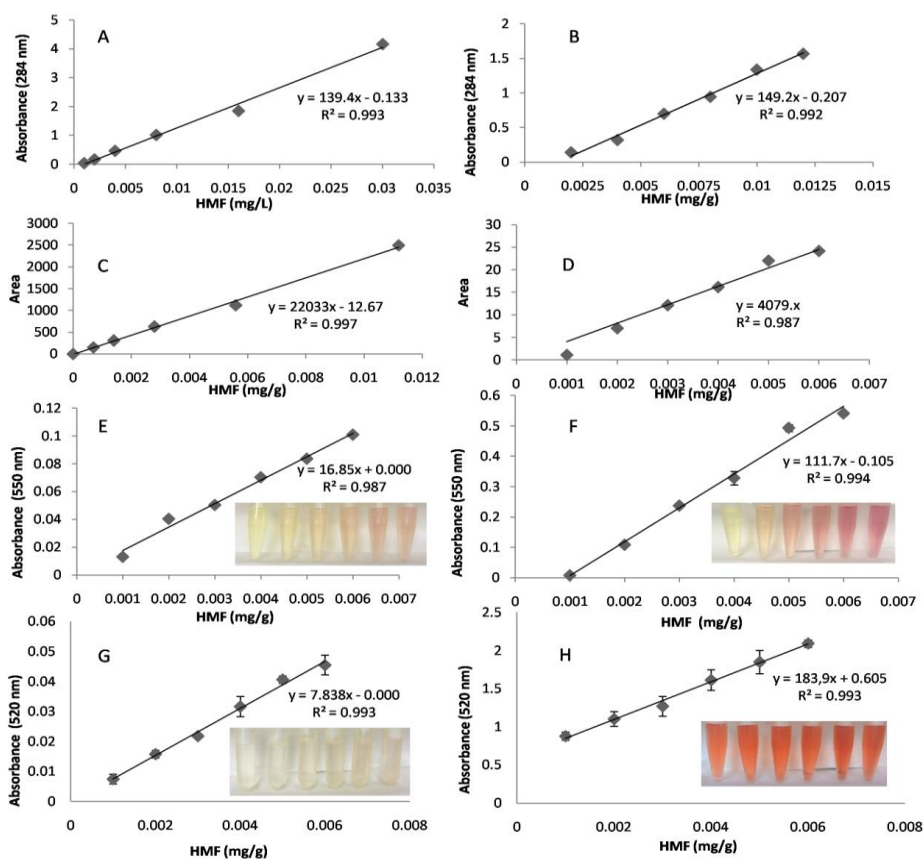 A
Absorbance (284 nm)
4
3
2
1
0
y = 139.4x - 0.133
R² = 0.993
0 0.005 0.01 0.015 0.02 0.025 0.03 0.035
HMF (mg/L)
B
Absorbance (284 nm)
2
1.5
1
0.5
0
y = 149.2x - 0.207
R² = 0.992
0 0.0025 0.005 0.0075 0.01 0.0125 0.015
HMF (mg/g)
C
Area
3000
2500
2000
1500
1000
500
0
y = 22033x - 12.67
R² = 0.997
0 0.002 0.004 0.006 0.008 0.01 0.012
HMF (mg/g)
D
Area
30
25
20
15
10
5
0
y = 4079.x
R² = 0.987
0 0.001 0.002 0.003 0.004 0.005 0.006 0.007
HMF (mg/g)
E
Absorbance (550 nm)
0.12
0.1
0.08
0.06
0.04
0.02
0
y = 16.85x + 0.000
R² = 0.987
0 0.001 0.002 0.003 0.004 0.005 0.006 0.007
HMF (mg/g)
F
Absorbance (550 nm)
0.6
0.5
0.4
0.3
0.2
0.1
0
y = 111.7x - 0.105
R² = 0.994
0 0.001 0.002 0.003 0.004 0.005 0.006 0.007
HMF (mg/g)
G
Absorbance (520 nm)
0.06
0.05
0.04
0.03
0.02
0.01
0
y = 7.838x - 0.000
R² = 0.993
0 0.002 0.004 0.006 0.008
HMF (mg/g)
H
Absorbance (520 nm)
2.5
2
1.5
1
0.5
0
y = 183,9x + 0.605
R² = 0.993
0 0.001 0.002 0.003 0.004 0.005 0.006 0.007 0.008
HMF (mg/g)